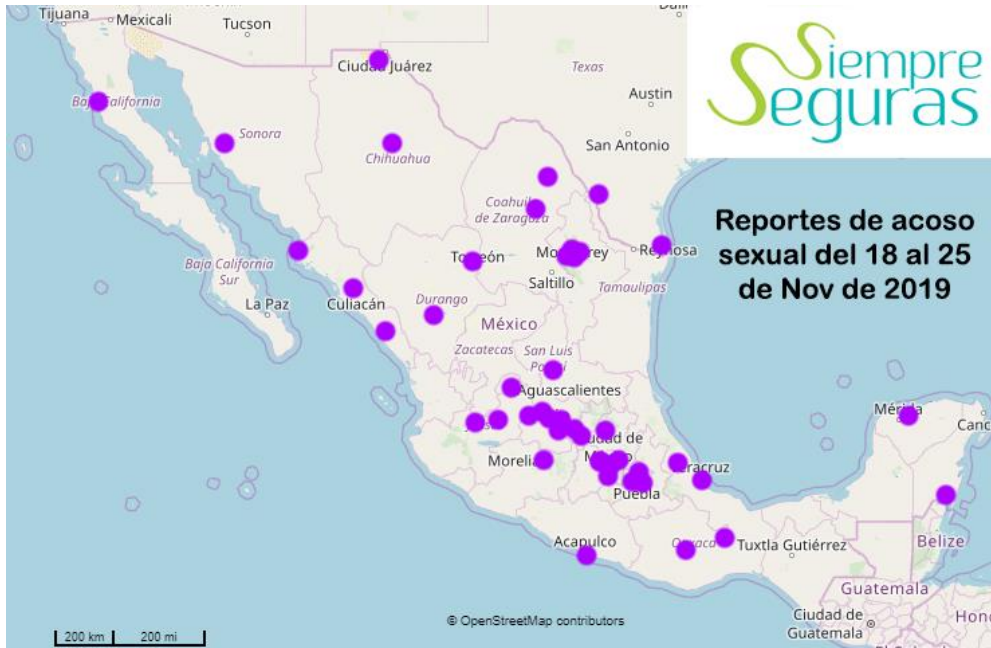 Tijuana
Mexicali
Tucson
Ciudad Juárez
Texas
Austin
San Antonio
Baja California
Sonora
Chihuahua
Coahuila
de Zaragoza
Siempre
Seguras
Reportes de acoso
sexual del 18 al 25
de Nov de 2019
Reynosa
Saltillo
Tamaulipas
Baja California
Sur
La Paz
Culiacán
Durango
México
Zacatecas
San Luis
Aguascalientes
Ciudad de
Morelia
Puebla
Veracruz
Mérida
Acapulco
Oaxaca
Tuxtla Gutiérrez
Belize
Guatemala
Ciudad de
Guatemala
© OpenStreetMap contributors
200 km
200 mi